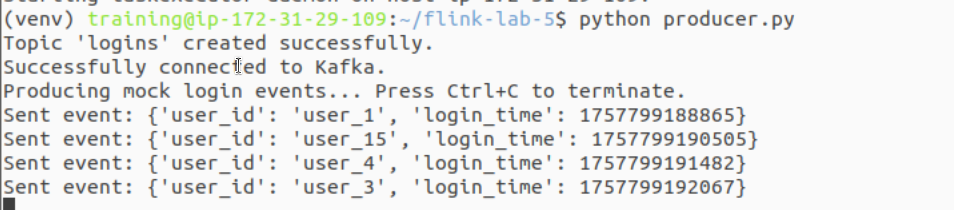 (venv) training@ip-172-31-29-109:~/flink-lab-5$ python producer.py
Topic 'logins' created successfully.
Successfully connected to Kafka.
Producing mock login events... Press Ctrl+C to terminate.
Sent event: {'user_id': 'user_1', 'login_time': 1757799188865}
Sent event: {'user_id': 'user_15', 'login_time': 1757799190505}
Sent event: {'user_id': 'user_4', 'login_time': 1757799191482}
Sent event: {'user_id': 'user_3', 'login_time': 1757799192067}